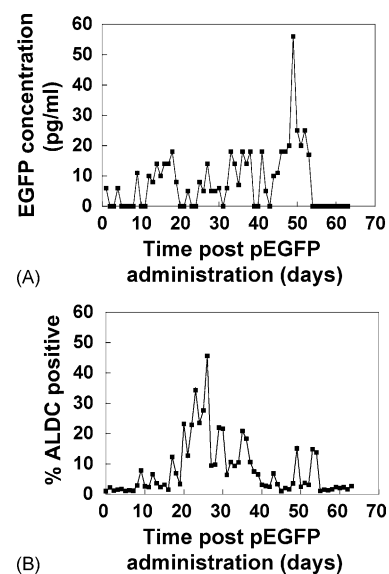 60
50
40
30
20
10
0
EGFP concentration
(pg/ml)
0 10 20 30 40 50 60 70
Time post pEGFP
administration (days)
(A)
60
50
40
30
20
10
0
% ALDC positive
0 10 20 30 40 50 60 70
Time post pEGFP
administration (days)
(B)